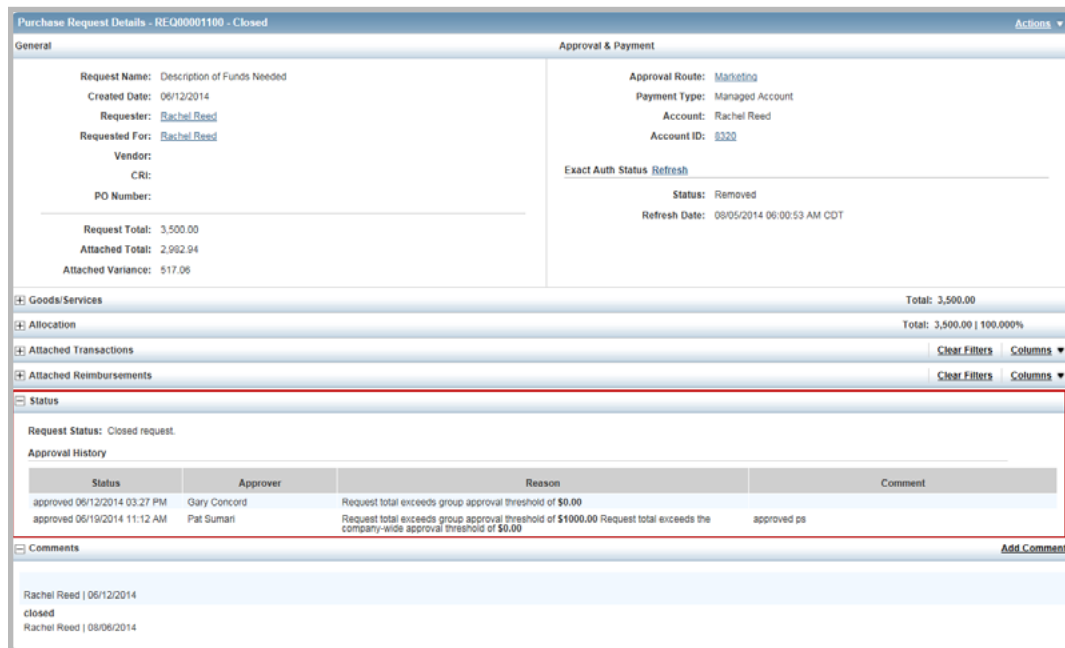 Purchase Request Details - REQ00001100 - Closed
Actions
General
Approval & Payment
Request Name: Description of Funds Needed
Created Date: 06/12/2014
Requester: Rachel Reed
Requested For: Rachel Reed
Vendor:
CRI:
PO Number:
Request Total: 3,500.00
Attached Total: 2,982.94
Attached Variance: 517.06
Approval Route: Marketing
Payment Type: Managed Account
Account: Rachel Reed
Account ID: 8320
Exact Auth Status Refresh
Status: Removed
Refresh Date: 08/05/2014 06:00:53 AM CDT
Goods/Services Total: 3,500.00
Allocation Total: 3,500.00 | 100.000%
Attached Transactions Clear Filters Columns
Attached Reimbursements Clear Filters Columns
Status
Request Status: Closed request.
Approval History
Status Approver Reason Comment
approved 06/12/2014 03:27 PM Gary Concord Request total exceeds group approval threshold of $0.00
approved 06/19/2014 11:12 AM Pat Sumari Request total exceeds group approval threshold of $1000.00 Request total exceeds the approved ps
company-wide approval threshold of $0.00
Comments Add Comment
Rachel Reed | 06/12/2014
closed
Rachel Reed | 08/06/2014